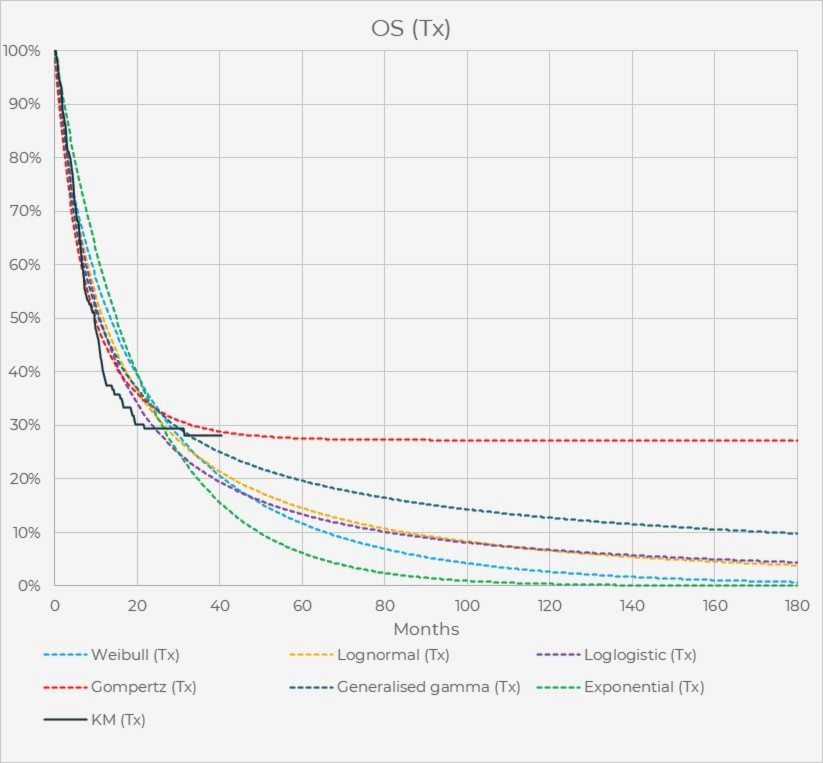 OS (Tx)
100%
90%
80%
70%
60%
50%
40%
30%
20%
10%
0%
0 20 40 60 80 100 120 140 160 180
Months
Weibull (Tx) Lognormal (Tx) Loglogistic (Tx)
Gompertz (Tx) Generalised gamma (Tx) Exponential (Tx)
KM (Tx)